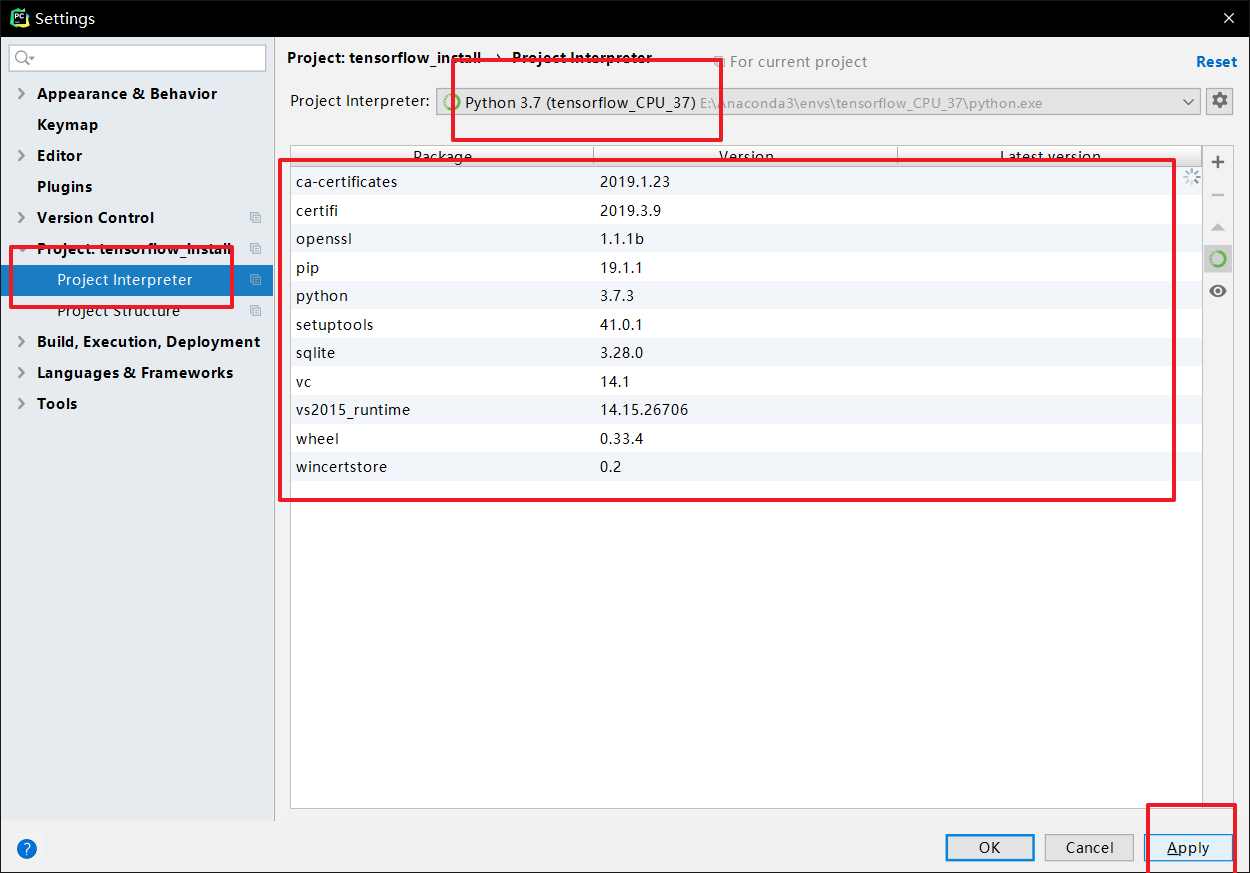 Settings
Project: tensorflow_install › Project Interpreter For current project Reset
Project Interpreter: Python 3.7 (tensorflow_CPU_37) E:\Anaconda3\envs\tensorflow_CPU_37\python.exe
Appearance & Behavior
Keymap
Editor
Plugins
Version Control
Project: tensorflow_install
Project Interpreter
Project Structure
Build, Execution, Deployment
Languages & Frameworks
Tools
Package Version Latest version
ca-certificates 2019.1.23
certifi 2019.3.9
openssl 1.1.1b
pip 19.1.1
python 3.7.3
setuptools 41.0.1
sqlite 3.28.0
vc 14.1
vs2015_runtime 14.15.26706
wheel 0.33.4
wincertstore 0.2
OK Cancel Apply